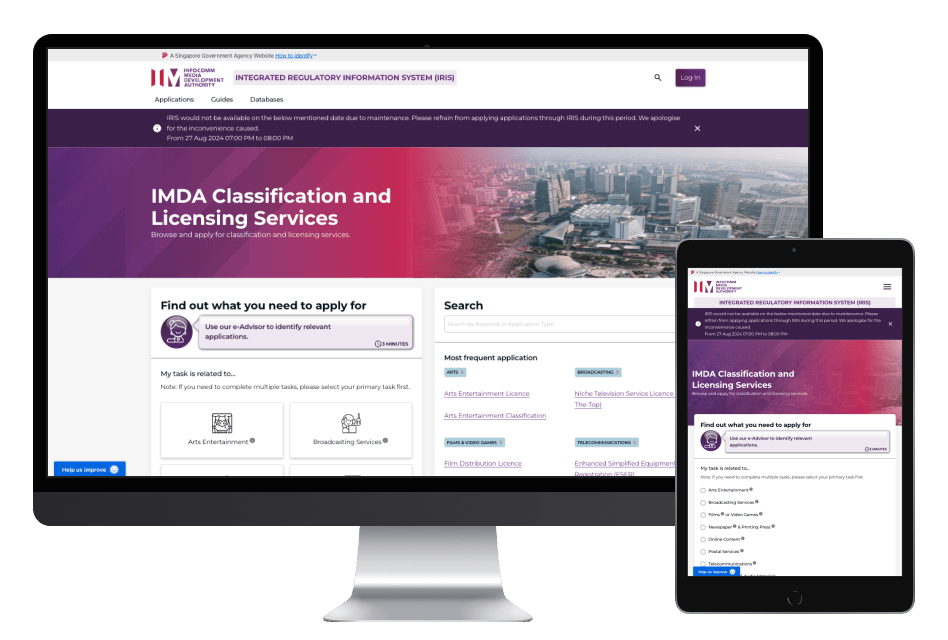 A Singapore Government Agency Website How to identify
INFOCOMM
MEDIA
DEVELOPMENT
AUTHORITY
INTEGRATED REGULATORY INFORMATION SYSTEM (IRIS)
Log In
Applications Guides Databases
IRIS would not be available on the below mentioned date due to maintenance. Please refrain from applying applications through IRIS during this period. We apologise
for the inconvenience caused.
From 27 Aug 2024 07:00 PM to 08:00 PM
IMDA Classification and
Licensing Services
Browse and apply for classification and licensing services.
Find out what you need to apply for
Use our e-Advisor to identify relevant
applications.
3 MINUTES
My task is related to...
Note: If you need to complete multiple tasks, please select your primary task first.
Arts Entertainment
Broadcasting Services
Help us improve
Search
Search by keyword or Application Type
Most frequent application
ARTS >
BROADCASTING >
Arts Entertainment Licence
Niche Television Service Licence
The-Top)
Arts Entertainment Classification
FILMS & VIDEO GAMES >
TELECOMMUNICATIONS >
Film Distribution Licence
Enhanced Simplified Equipment
Registration (ESER)
A Singapore Government Agency Website How to identify
INFOCOMM
MEDIA
DEVELOPMENT
AUTHORITY
INTEGRATED REGULATORY INFORMATION SYSTEM (IRIS)
IRIS would not be available on the below mentioned date due to maintenance. Please
refrain from applying applications through IRIS during this period. We apologise for the
inconvenience caused.
From 27 Aug 2024 07:00 PM to 08:00 PM
IMDA Classification and
Licensing Services
Browse and apply for classification and licensing services.
Find out what you need to apply for
Use our e-Advisor to identify relevant
applications.
3 MINUTES
My task is related to...
Note: If you need to complete multiple tasks, please select your primary task first.
Arts Entertainment
Broadcasting Services
Films or Video Games
Newspaper & Printing Press
Online Content
Postal Services
Telecommunications
Help us improve